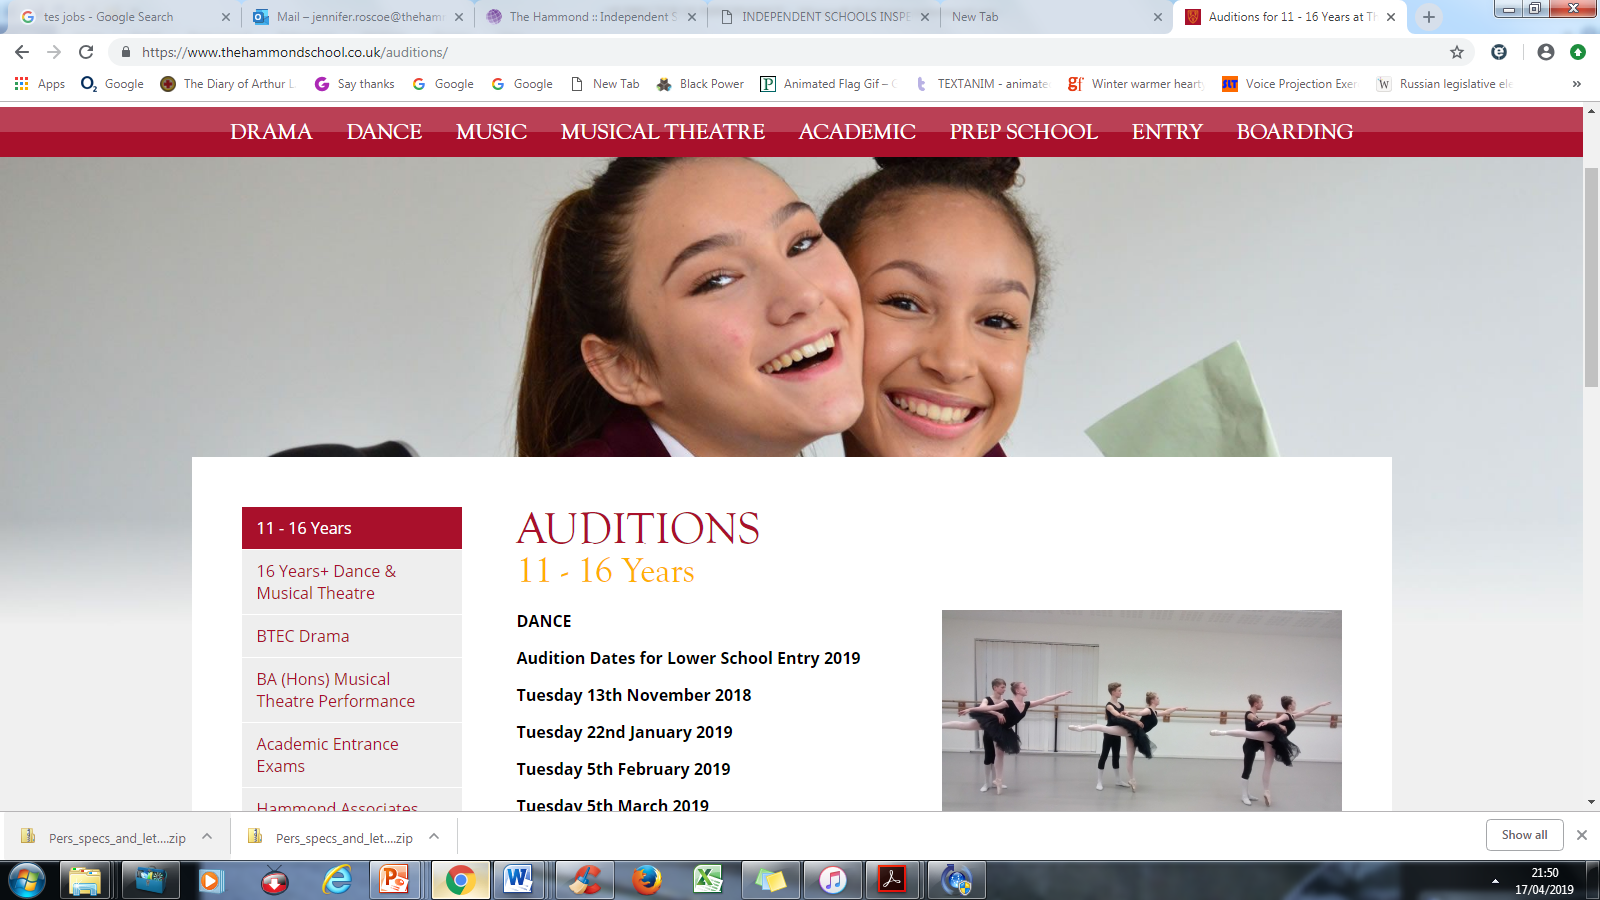 tes jobs - Google Search
Mail – jennifer.roscoe@theham
The Hammond :: Independent S
INDEPENDENT SCHOOLS INSPE
New Tab
Auditions for 11 - 16 Years at Th
https://www.thehammondschool.co.uk/auditions/
Apps
Google
The Diary of Arthur L
Say thanks
Google
Google
New Tab
Black Power
Animated Flag Gif – C
TEXTANIM - animate
Winter warmer hearty
Voice Projection Exer
Russian legislative ele
DRAMA
DANCE
MUSIC
MUSICAL THEATRE
ACADEMIC
PREP SCHOOL
ENTRY
BOARDING
11 - 16 Years
16 Years+ Dance &
Musical Theatre
BTEC Drama
BA (Hons) Musical
Theatre Performance
Academic Entrance
Exams
Hammond Associates
AUDITIONS
11 - 16 Years
DANCE
Audition Dates for Lower School Entry 2019
Tuesday 13th November 2018
Tuesday 22nd January 2019
Tuesday 5th February 2019
Tuesday 5th March 2019
Pers_specs_and_let....zip
Pers_specs_and_let....zip
Show all
21:50
17/04/2019